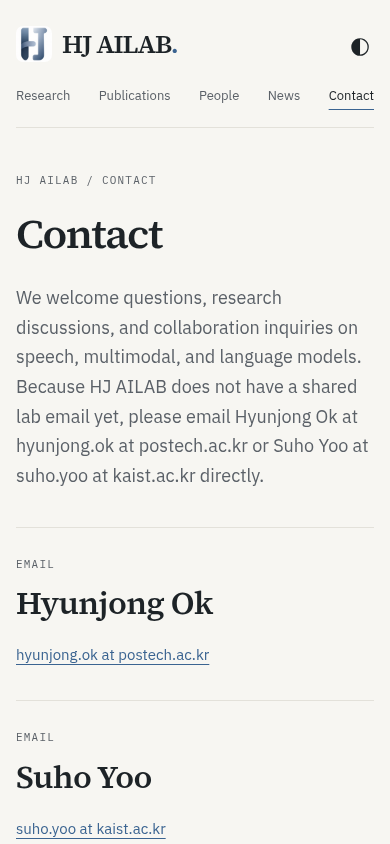 HJ AILAB.
Research Publications People News Contact
HJ AILAB / CONTACT
Contact
We welcome questions, research
discussions, and collaboration inquiries on
speech, multimodal, and language models.
Because HJ AILAB does not have a shared
lab email yet, please email Hyunjong Ok at
hyunjong.ok at postech.ac.kr or Suho Yoo at
suho.yoo at kaist.ac.kr directly.
EMAIL
Hyunjong Ok
hyunjong.ok at postech.ac.kr
EMAIL
Suho Yoo
suho.yoo at kaist.ac.kr